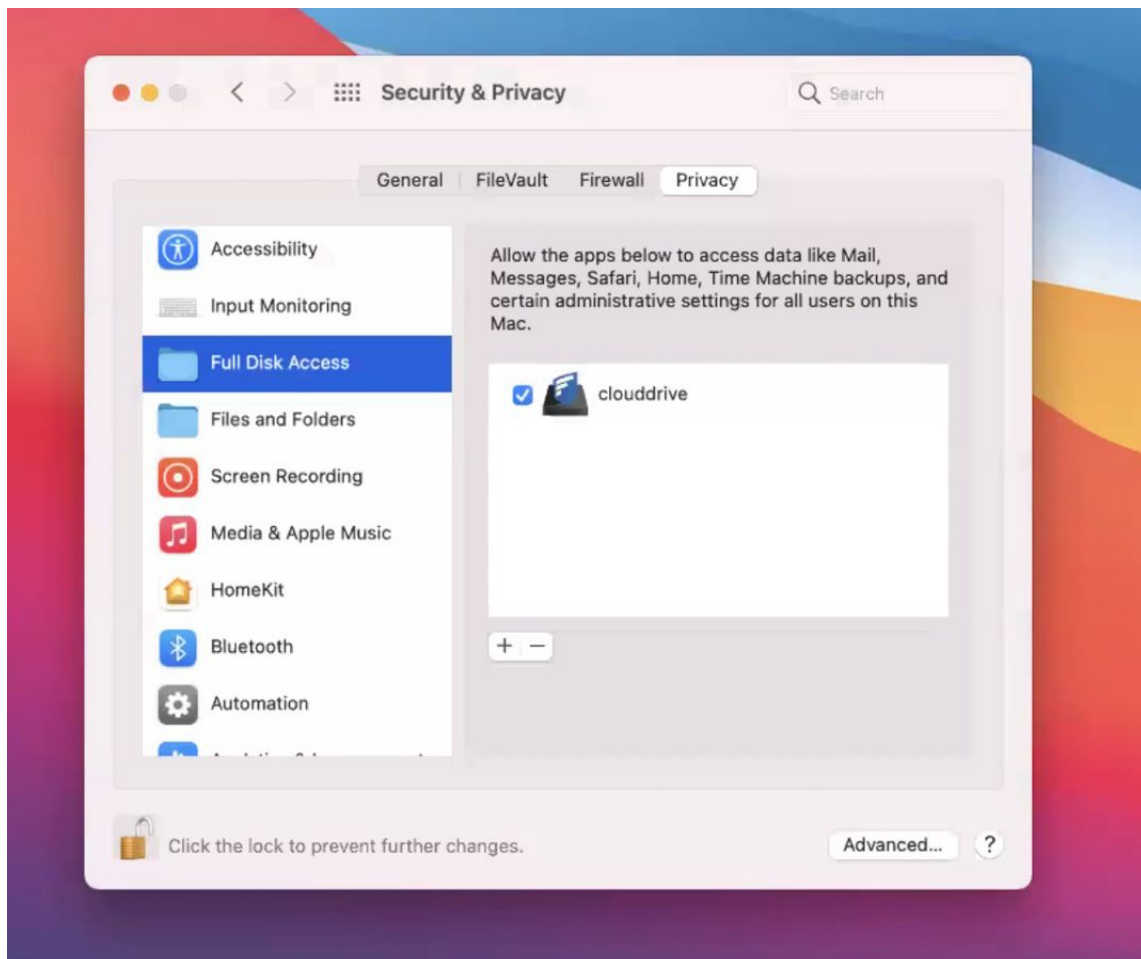 Security & Privacy
Search
General
FileVault
Firewall
Privacy
Accessibility
Input Monitoring
Full Disk Access
Files and Folders
Screen Recording
Media & Apple Music
HomeKit
Bluetooth
Automation
Allow the apps below to access data like Mail,
Messages, Safari, Home, Time Machine backups, and
certain administrative settings for all users on this
Mac.
clouddrive
Click the lock to prevent further changes.
Advanced...
?